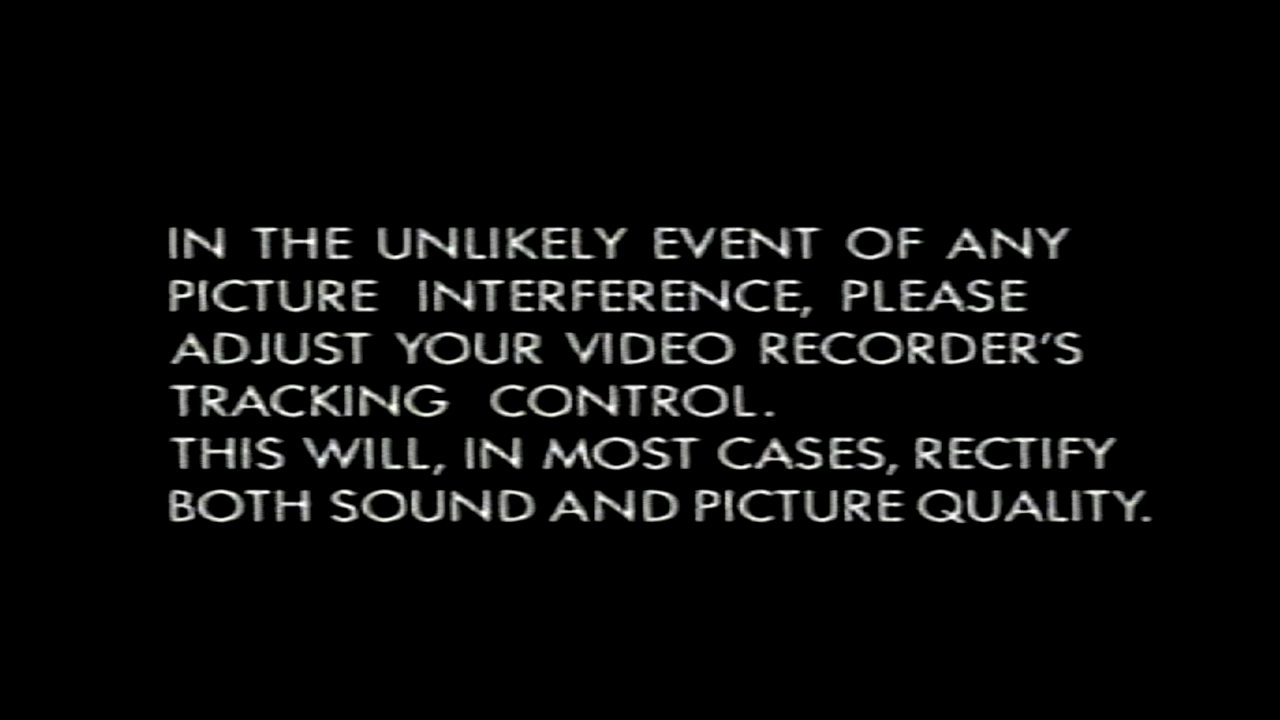 IN THE UNLIKELY EVENT OF ANY
PICTURE INTERFERENCE, PLEASE
ADJUST YOUR VIDEO RECORDER'S
TRACKING CONTROL.
THIS WILL, IN MOST CASES, RECTIFY
BOTH SOUND AND PICTURE QUALITY.